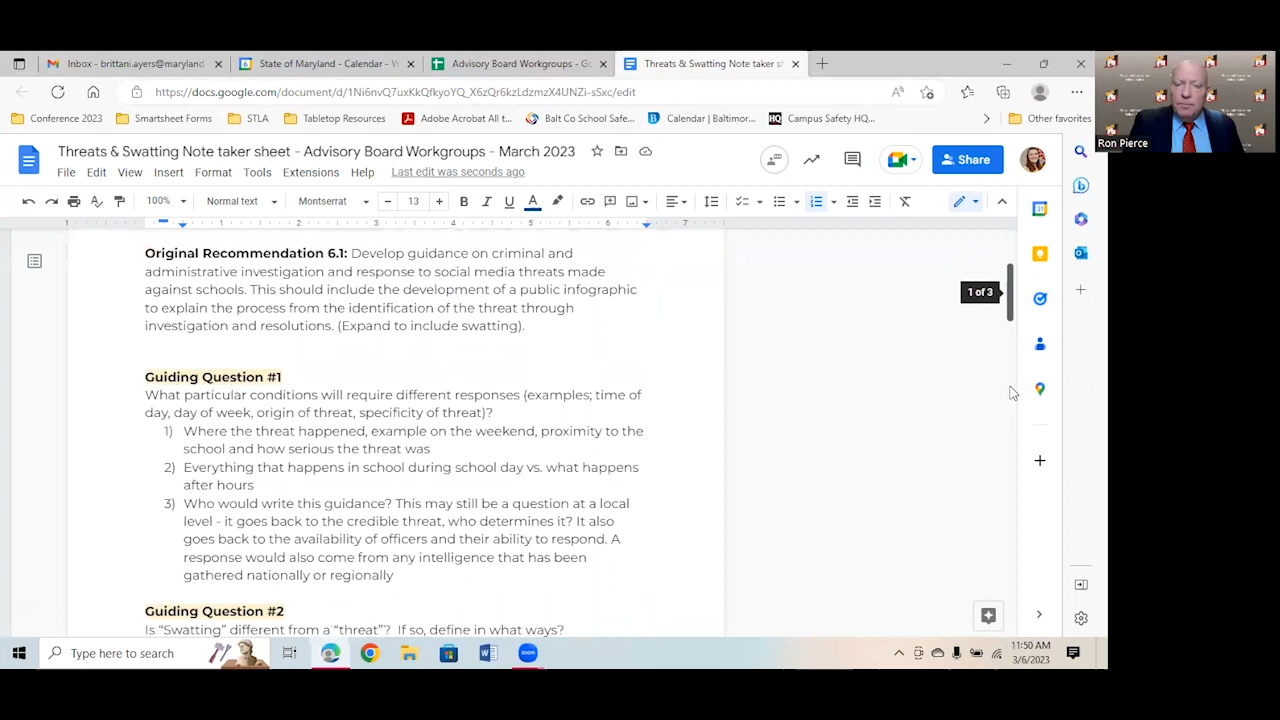 Inbox - brittani.ayers@maryland
State of Maryland - Calendar - W
Advisory Board Workgroups - Go
Threats & Swatting Note taker sh
https://docs.google.com/document/d/
/edit
Conference 2023
Smartsheet Forms
STLA
Tabletop Resources
Adobe Acrobat All t...
Balt Co School Safe...
Calendar | Baltimor...
Campus Safety HQ...
Other favorites
Ron Pierce
Threats & Swatting Note taker sheet - Advisory Board Workgroups - March 2023
Share
File Edit View Insert Format Tools Extensions Help Last edit was seconds ago
100% Normal text Montserrat 13
1 1 2 3 4 5 6 7
Original Recommendation 6.1: Develop guidance on criminal and
administrative investigation and response to social media threats made
against schools. This should include the development of a public infographic
to explain the process from the identification of the threat through
investigation and resolutions. (Expand to include swatting).
1 of 3
Guiding Question #1
What particular conditions will require different responses (examples; time of
day, day of week, origin of threat, specificity of threat)?
1) Where the threat happened, example on the weekend, proximity to the
school and how serious the threat was
2) Everything that happens in school during school day vs. what happens
after hours
3) Who would write this guidance? This may still be a question at a local
level - it goes back to the credible threat, who determines it? It also
goes back to the availability of officers and their ability to respond. A
response would also come from any intelligence that has been
gathered nationally or regionally
Guiding Question #2
Is “Swatting” different from a “threat”? If so, define in what ways?
Type here to search
zoom
11:50 AM
3/6/2023